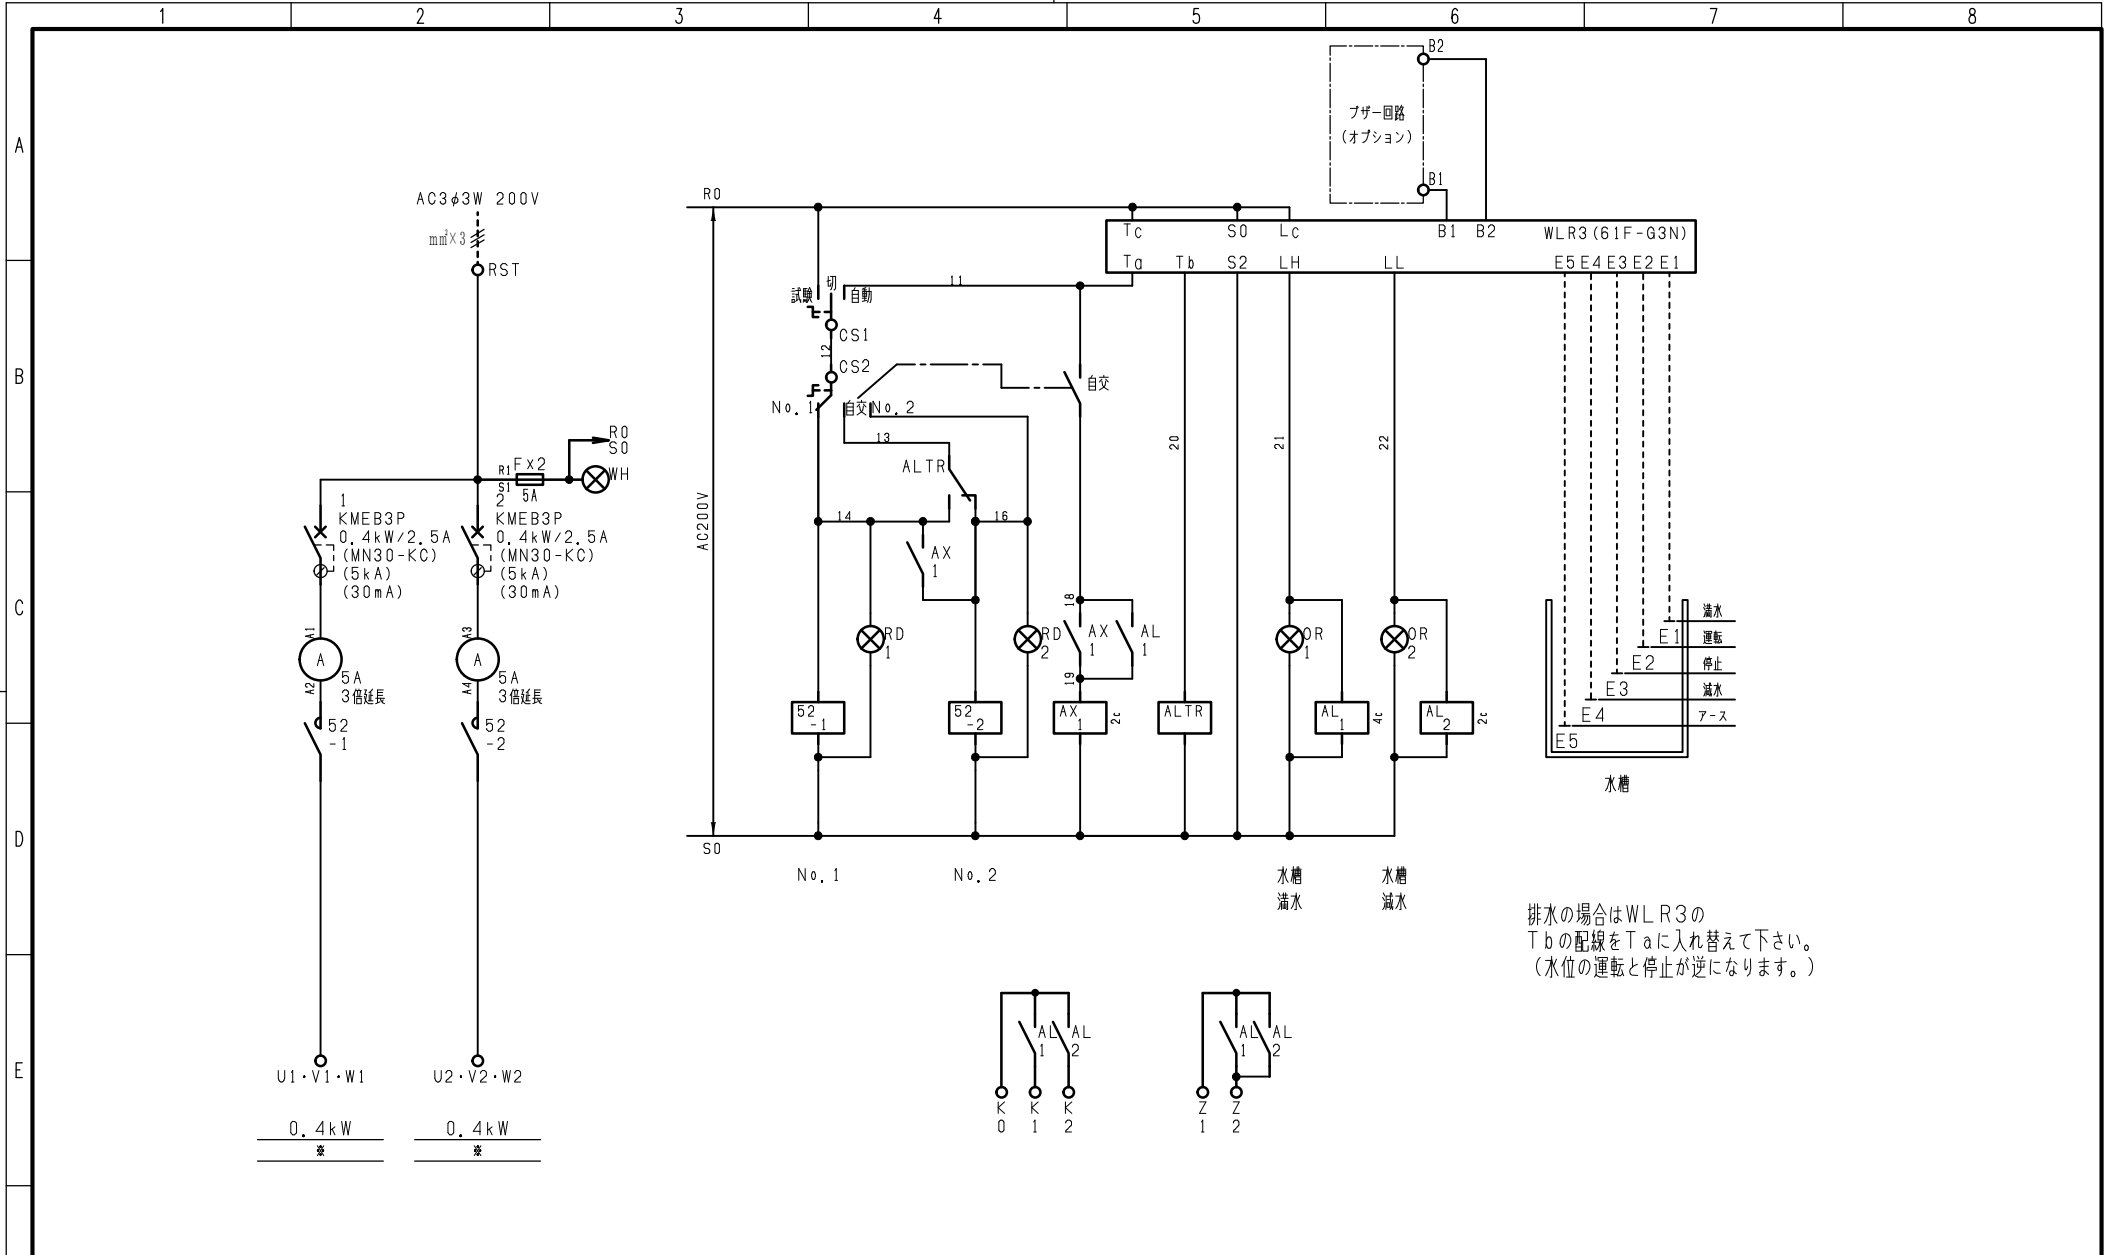 1 2 3 4 5 6 7 8
A
B
C
D
E
AC3φ3W 200V
mm²×3
RST
R0
S0
WH
R1
F×2
S1
5A
1
KMEB3P
0.4kW/2.5A
(MN30-KC)
(5kA)
(30mA)
2
KMEB3P
0.4kW/2.5A
(MN30-KC)
(5kA)
(30mA)
A1
A
A2
5A
3倍延長
A3
A
A4
5A
3倍延長
52
-1
52
-2
U1・V1・W1
U2・V2・W2
0.4kW
※
0.4kW
※
R0
AC200V
S0
試験
切
自動
11
CS1
12
CS2
No.1
自交
No.2
13
ALTR
14
16
AX
1
RD
1
RD
2
52
-1
52
-2
自交
18
AX
1
AL
1
19
AX
1
2c
20
ALTR
21
OR
1
AL
1
4c
22
OR
2
AL
2
2c
No.1
No.2
水槽
満水
水槽
減水
ブザー回路
(オプション)
B2
B1
Tc S0 Lc B1 B2 WLR3(61F-G3N)
Ta Tb S2 LH LL E5 E4 E3 E2 E1
満水
E1 運転
E2 停止
E3 減水
E4 アース
E5
水槽
排水の場合はWLR3の
Tbの配線をTaに入れ替えて下さい。
(水位の運転と停止が逆になります。)
AL
1
AL
2
K
0
K
1
K
2
AL
1
AL
2
Z
1
Z
2